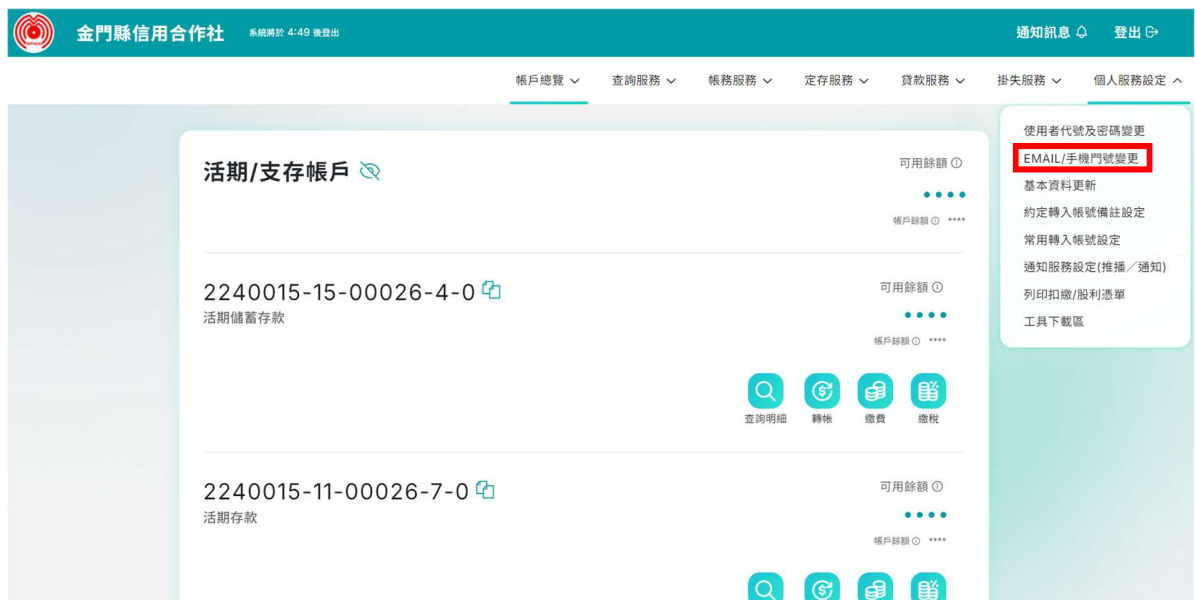 金門縣信用合作社 系統將於 4:49 後登出 通知訊息 登出
帳戶總覽 查詢服務 帳務服務 定存服務 貸款服務 掛失服務 個人服務設定
使用者代號及密碼變更
EMAIL/手機門號變更
基本資料更新
約定轉入帳號備註設定
常用轉入帳號設定
通知服務設定(推播／通知)
列印扣繳/股利憑單
工具下載區
活期/支存帳戶 可用餘額
••••
帳戶餘額 ****
2240015-15-00026-4-0 可用餘額
活期儲蓄存款 ••••
帳戶餘額 ****
查詢明細 轉帳 繳費 繳稅
2240015-11-00026-7-0 可用餘額
活期存款 ••••
帳戶餘額 ****